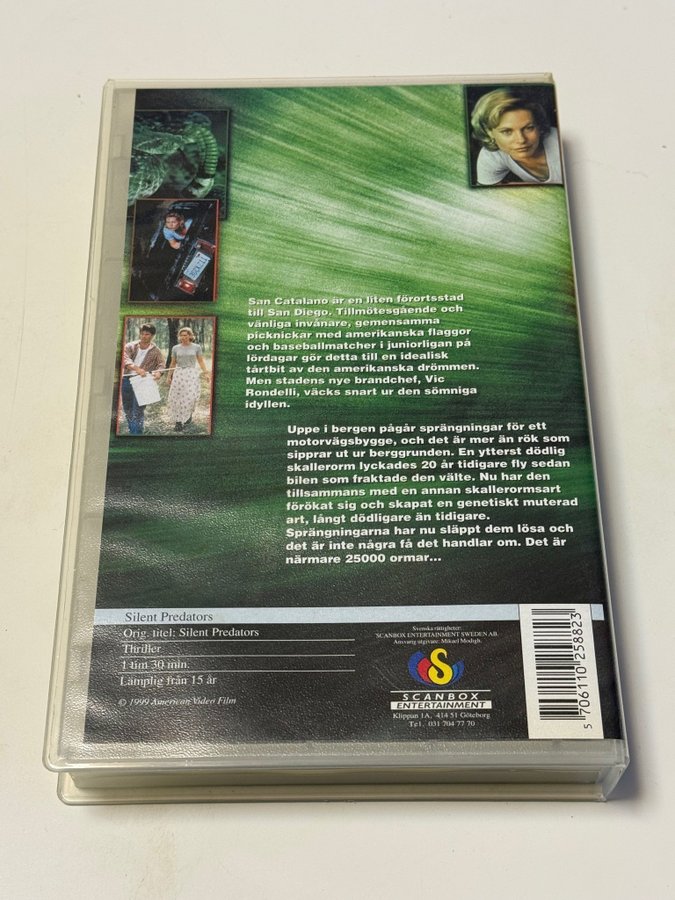 San Catalano är en liten förortsstad
till San Diego. Tillmötesgående och
vänliga invånare, gemensamma
picknickar med amerikanska flaggor
och baseballmatcher i juniorligan på
lördagar gör detta till en idealisk
tårtbit av den amerikanska drömmen.
Men stadens nye brandchef, Vic
Rondelli, väcks snart ur den sömniga
idyllen.
Uppe i bergen pågår sprängningar för ett
motorvägsbygge, och det är mer än rök som
sipprar ut ur berggrunden. En ytterst dödlig
skallerorm lyckades 20 år tidigare fly sedan
bilen som fraktade den välte. Nu har den
tillsammans med en annan skallerormsart
förökat sig och skapat en genetiskt muterad
art, långt dödligare än tidigare.
Sprängningarna har nu släppt dem lösa och
det är inte några få det handlar om. Det är
närmare 25000 ormar...
Silent Predators
Orig. titel: Silent Predators
Thriller
1 tim 30 min.
Lämplig från 15 år
© 1999 American Video Film
Svenska rättigheter:
SCANBOX ENTERTAINMENT SWEDEN AB.
Ansvarig utgivare: Mikael Modigh.
S
SCANBOX
ENTERTAINMENT
Klippan 1A, 414 51 Göteborg
Tel. 031 704 77 70
5 706110 258823